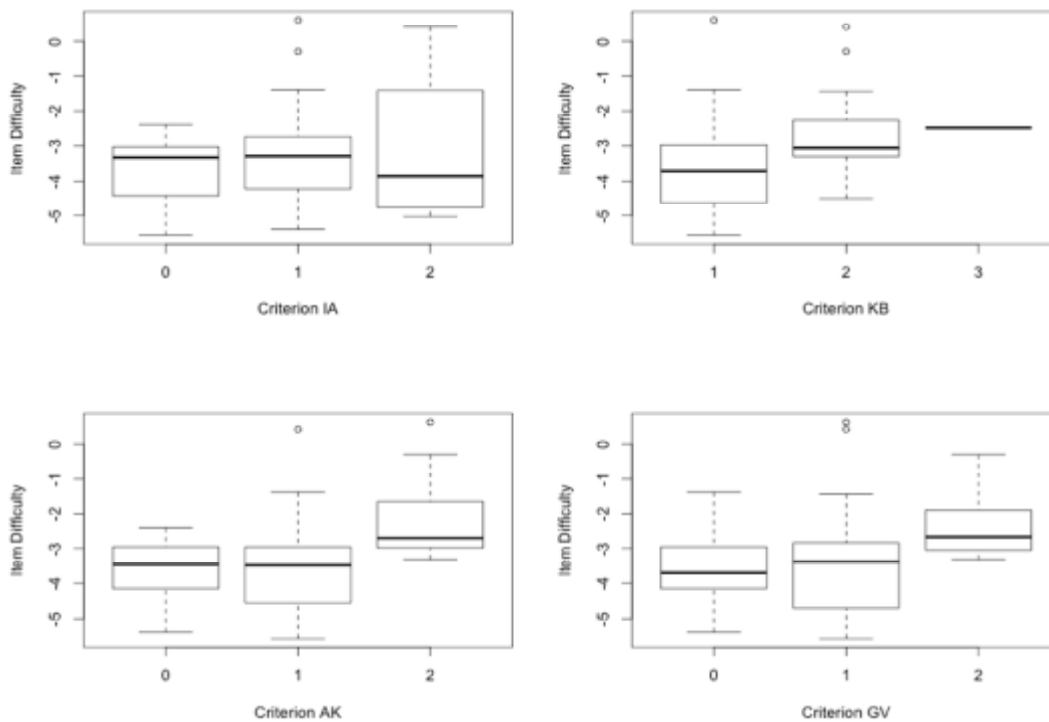 Item Difficulty
0
-1
-2
-3
-4
-5
0 1 2
Criterion IA
Item Difficulty
0
-1
-2
-3
-4
-5
1 2 3
Criterion KB
Item Difficulty
0
-1
-2
-3
-4
-5
0 1 2
Criterion AK
Item Difficulty
0
-1
-2
-3
-4
-5
0 1 2
Criterion GV